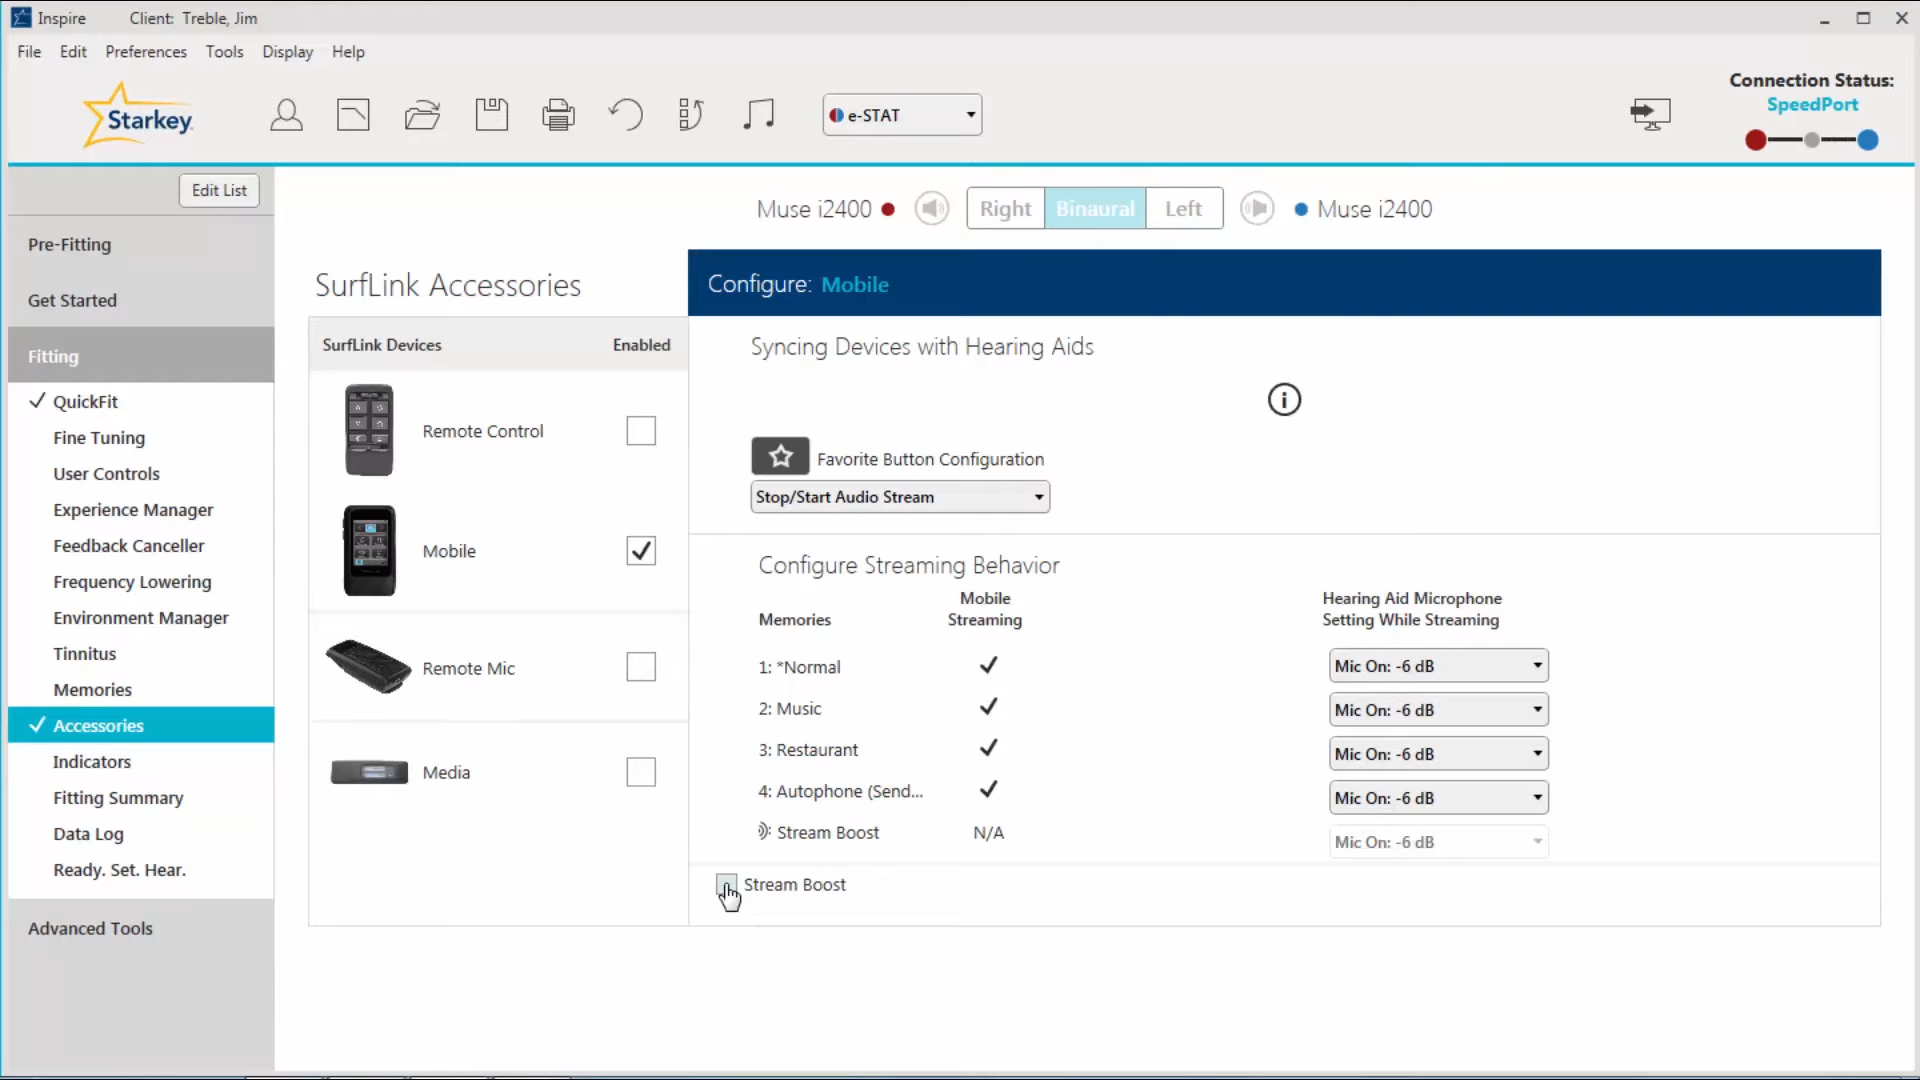 Inspire Client: Treble, Jim
File Edit Preferences Tools Display Help
Starkey
e-STAT
Connection Status:
SpeedPort
Edit List
Pre-Fitting
Get Started
Fitting
QuickFit
Fine Tuning
User Controls
Experience Manager
Feedback Canceller
Frequency Lowering
Environment Manager
Tinnitus
Memories
Accessories
Indicators
Fitting Summary
Data Log
Ready. Set. Hear.
Advanced Tools
Muse i2400 Right Binaural Left Muse i2400
SurfLink Accessories
SurfLink Devices Enabled
Remote Control
Mobile
Remote Mic
Media
Configure: Mobile
Syncing Devices with Hearing Aids
Favorite Button Configuration
Stop/Start Audio Stream
Configure Streaming Behavior
Memories
Mobile
Streaming
Hearing Aid Microphone
Setting While Streaming
1: *Normal Mic On: -6 dB
2: Music Mic On: -6 dB
3: Restaurant Mic On: -6 dB
4: Autophone (Send... Mic On: -6 dB
Stream Boost N/A Mic On: -6 dB
Stream Boost